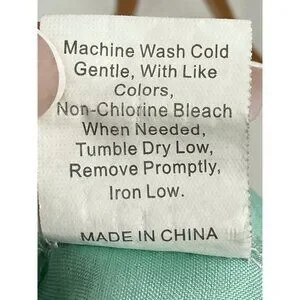 Machine Wash Cold
Gentle, With Like
Colors,
Non-Chlorine Bleach
When Needed,
Tumble Dry Low,
Remove Promptly,
Iron Low.
MADE IN CHINA